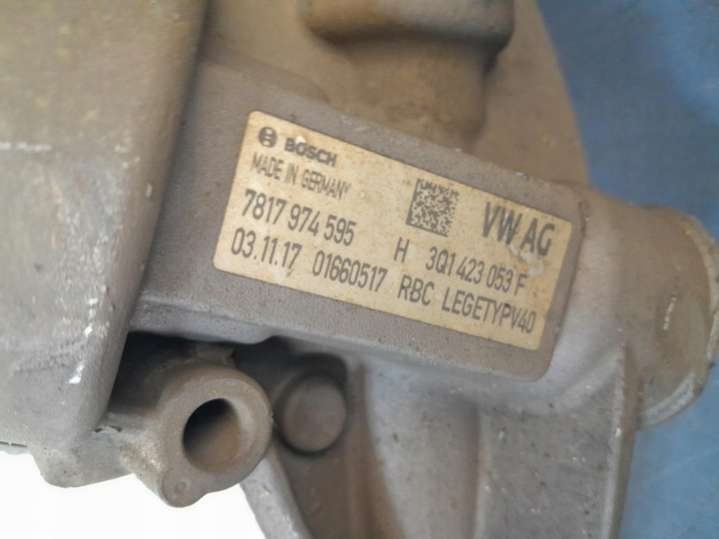 BOSCH
MADE IN GERMANY
VW AG
7817 974 595 H 3Q1 423 053 F
03.11.17 01660517 RBC LEGETYPV40